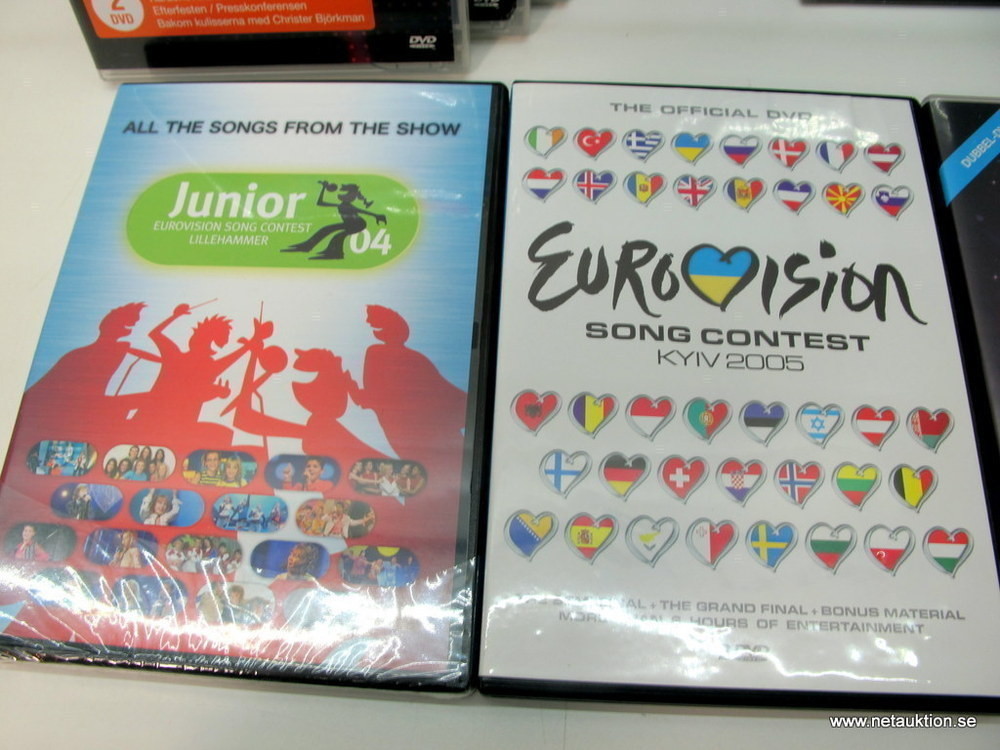 2
DVD
Efterfesten / Presskonferensen
Bakom kulisserna med Christer Björkman
DVD
ALL THE SONGS FROM THE SHOW
Junior
EUROVISION SONG CONTEST
LILLEHAMMER
04
THE OFFICIAL DVD
EUROVISION
SONG CONTEST
KYIV 2005
THE GRAND FINAL + BONUS MATERIAL
HOURS OF ENTERTAINMENT
DVD
www.netauktion.se